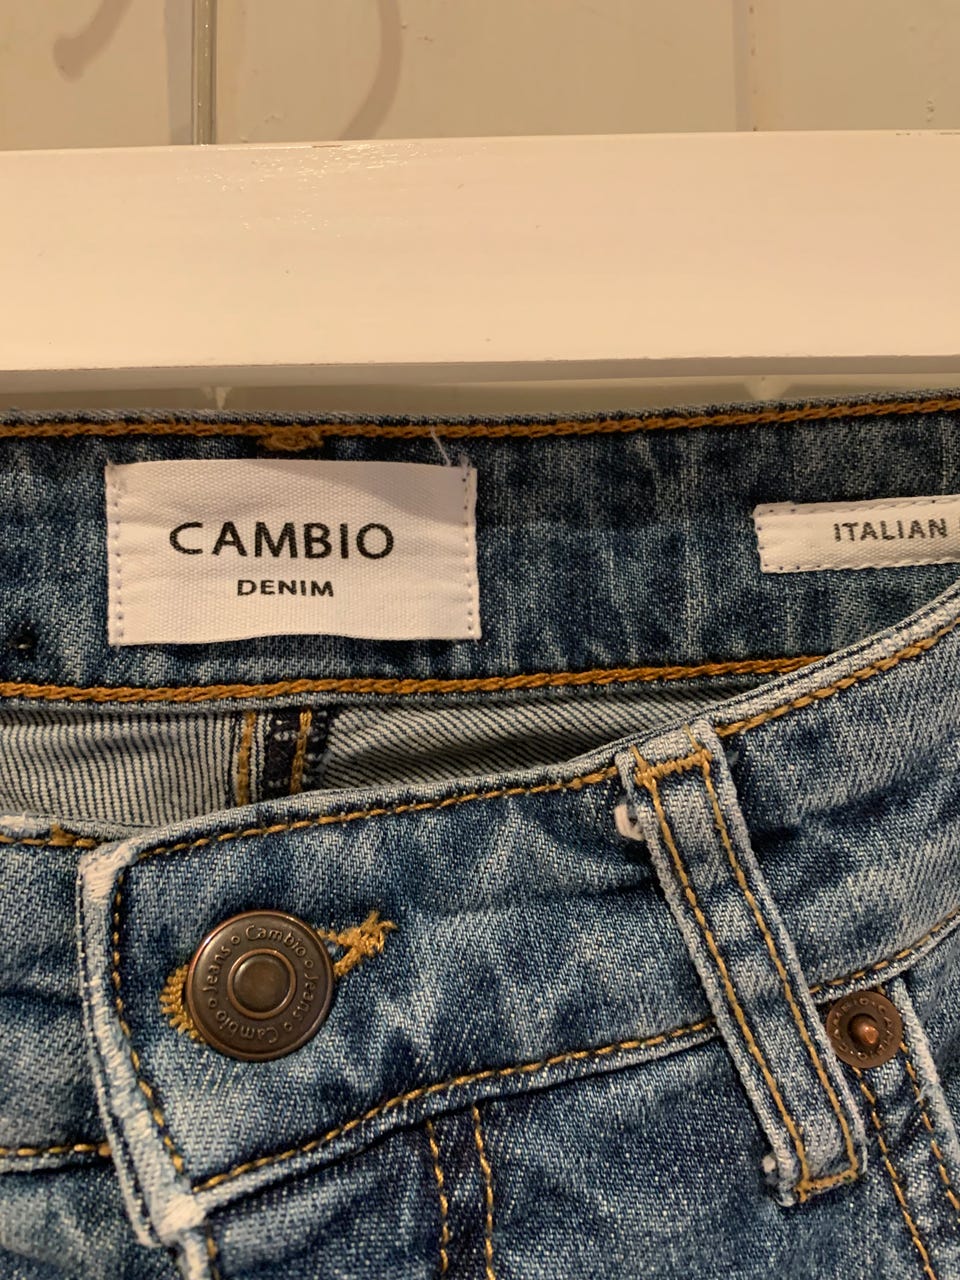 CAMBIO
DENIM
ITALIAN
Cambio o Jeans o Cambio o Jeans o